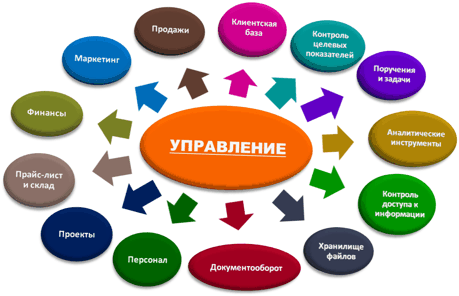 УПРАВЛЕНИЕ
Продажи
Клиентская
база
Контроль
целевых
показателей
Поручения
и задачи
Аналитические
инструменты
Контроль
доступа к
информации
Хранилище
файлов
Документооборот
Персонал
Проекты
Прайс-лист
и склад
Финансы
Маркетинг